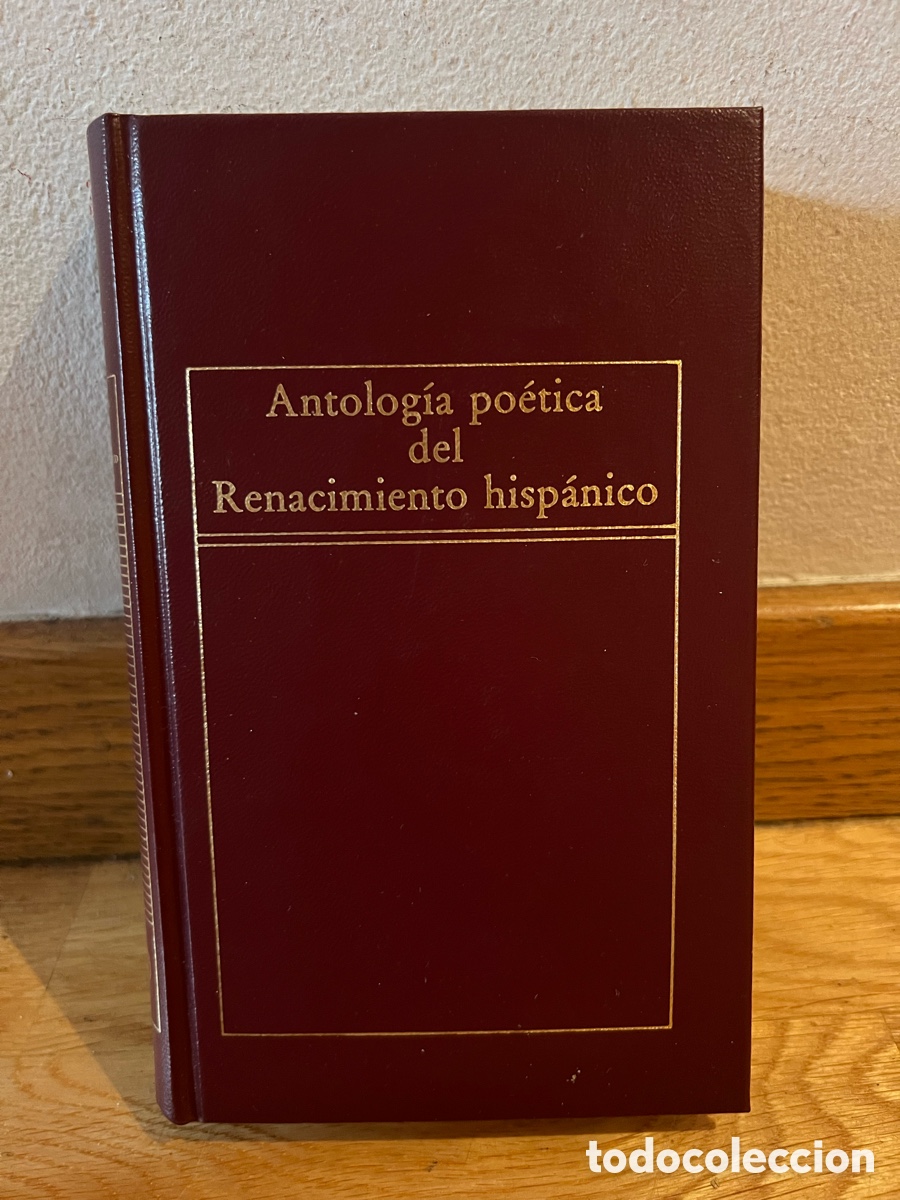 Antología poética
del
Renacimiento hispánico
todocoleccion